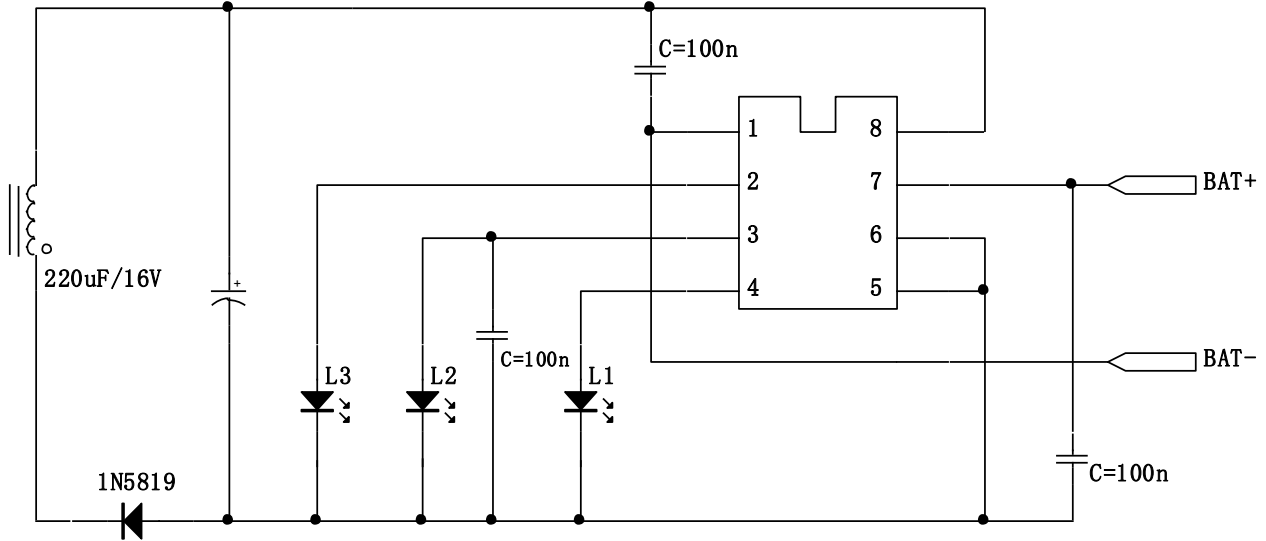 C=100n
1 8
2 7
BAT+
3 6
220uF/16V
+
4 5
C=100n
BAT-
L3
L2
L1
1N5819
C=100n